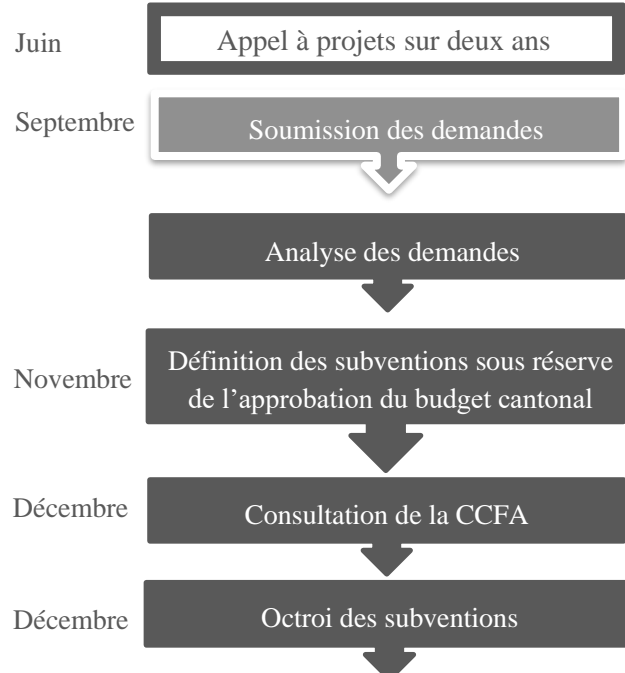 Juin
Appel à projets sur deux ans
Septembre
Soumission des demandes
Analyse des demandes
Novembre
Définition des subventions sous réserve
de l’approbation du budget cantonal
Décembre
Consultation de la CCFA
Décembre
Octroi des subventions